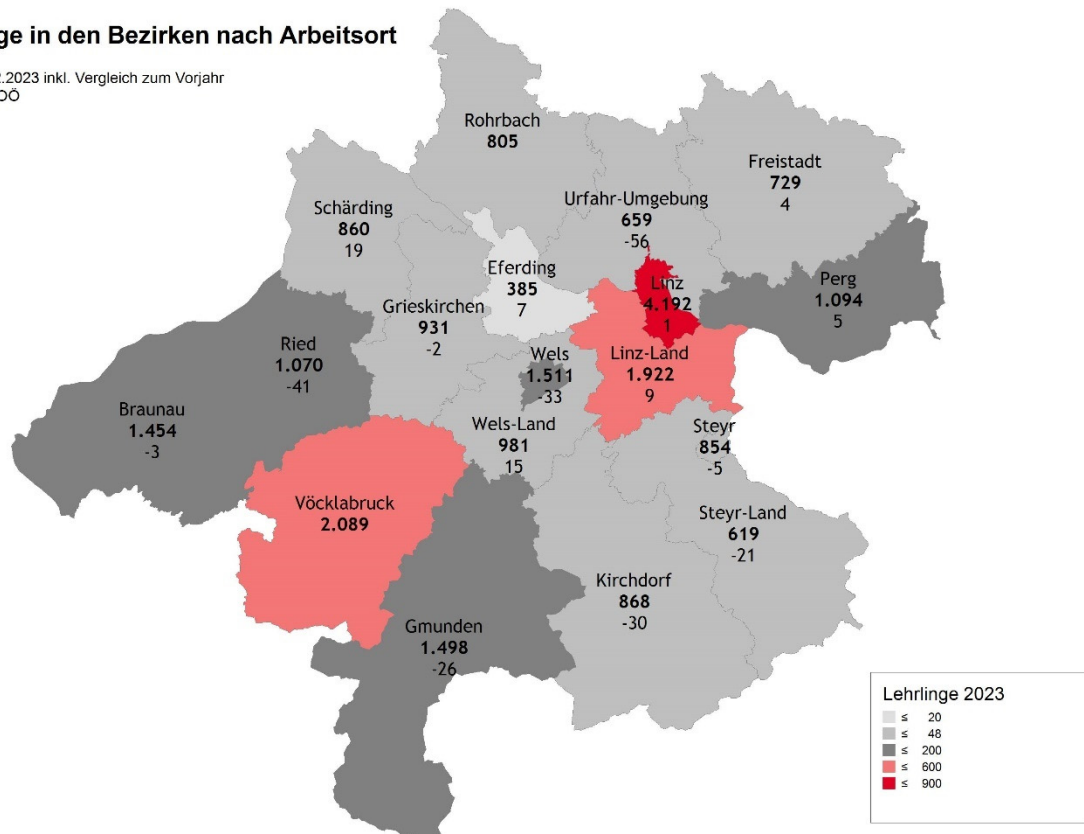 ge in den Bezirken nach Arbeitsort
.2023 inkl. Vergleich zum Vorjahr
OÖ
Rohrbach
805
Freistadt
729
4
Urfahr-Umgebung
659
-56
Schärding
860
19
Eferding
385
7
Linz
4.192
1
Perg
1.094
5
Grieskirchen
931
-2
Ried
1.070
-41
Wels
1.511
-33
Linz-Land
1.922
9
Braunau
1.454
-3
Wels-Land
981
15
Steyr
854
-5
Vöcklabruck
2.089
Steyr-Land
619
-21
Kirchdorf
868
-30
Gmunden
1.498
-26
Lehrlinge 2023
≤ 20
≤ 48
≤ 200
≤ 600
≤ 900